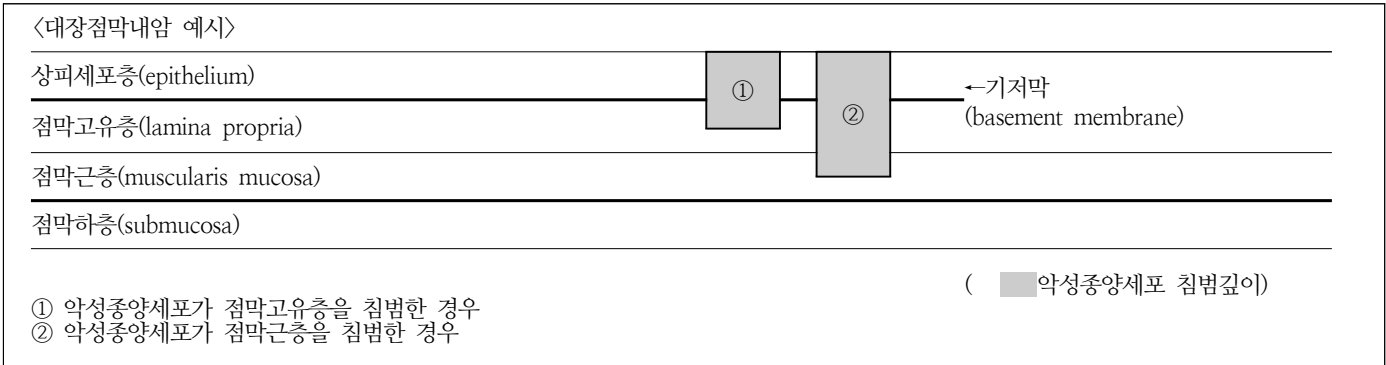 〈대장점막내암 예시〉
상피세포층(epithelium)
①
②
←기저막
(basement membrane)
점막고유층(lamina propria)
점막근층(muscularis mucosa)
점막하층(submucosa)
( 악성종양세포 침범깊이)
① 악성종양세포가 점막고유층을 침범한 경우
② 악성종양세포가 점막근층을 침범한 경우